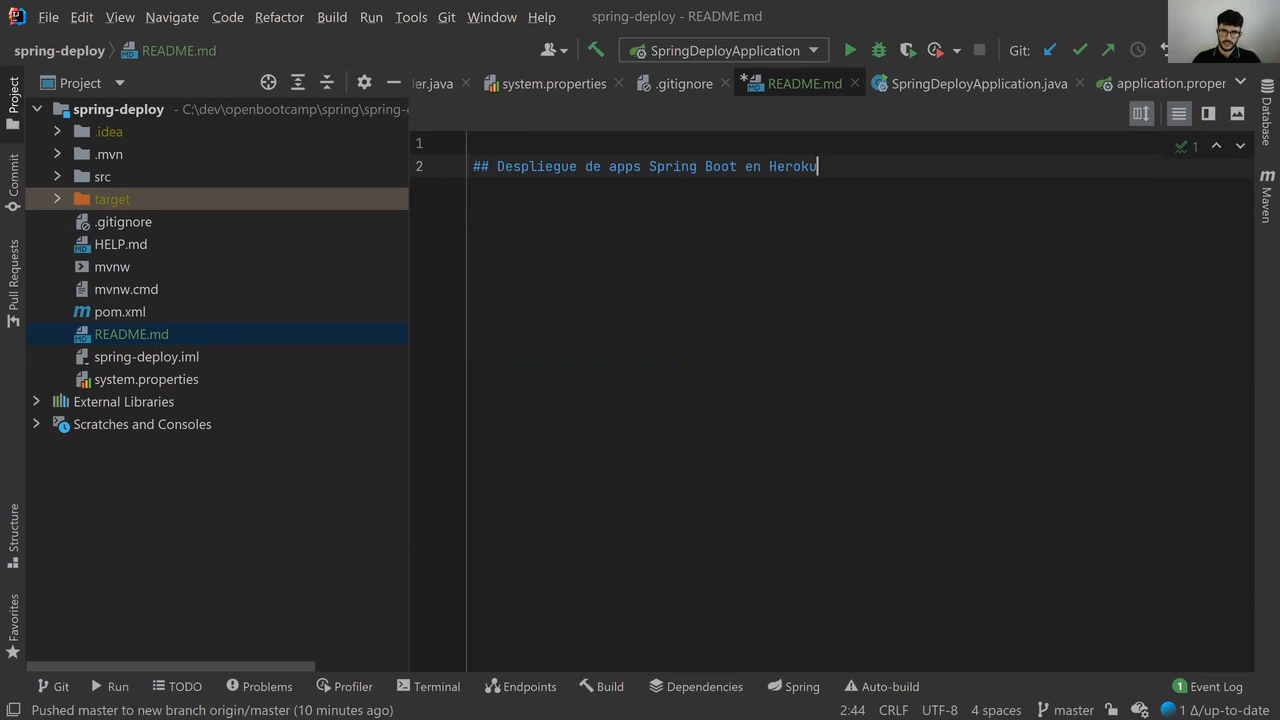 File Edit View Navigate Code Refactor Build Run Tools Git Window Help spring-deploy - README.md
spring-deploy README.md SpringDeployApplication Git:
Project ler.java system.properties .gitignore * README.md SpringDeployApplication.java application.proper
spring-deploy - C:\dev\openbootcamp\spring\spring-d
.idea
.mvn
src
target
.gitignore
HELP.md
mvnw
mvnw.cmd
pom.xml
README.md
spring-deploy.iml
system.properties
External Libraries
Scratches and Consoles
1
2 ## Despliegue de apps Spring Boot en Heroku
1
Project
Commit
Pull Requests
Structure
Favorites
Database
Maven
Git Run TODO Problems Profiler Terminal Endpoints Build Dependencies Spring Auto-build 1 Event Log
Pushed master to new branch origin/master (10 minutes ago) 2:44 CRLF UTF-8 4 spaces master 1 Δ/up-to-date